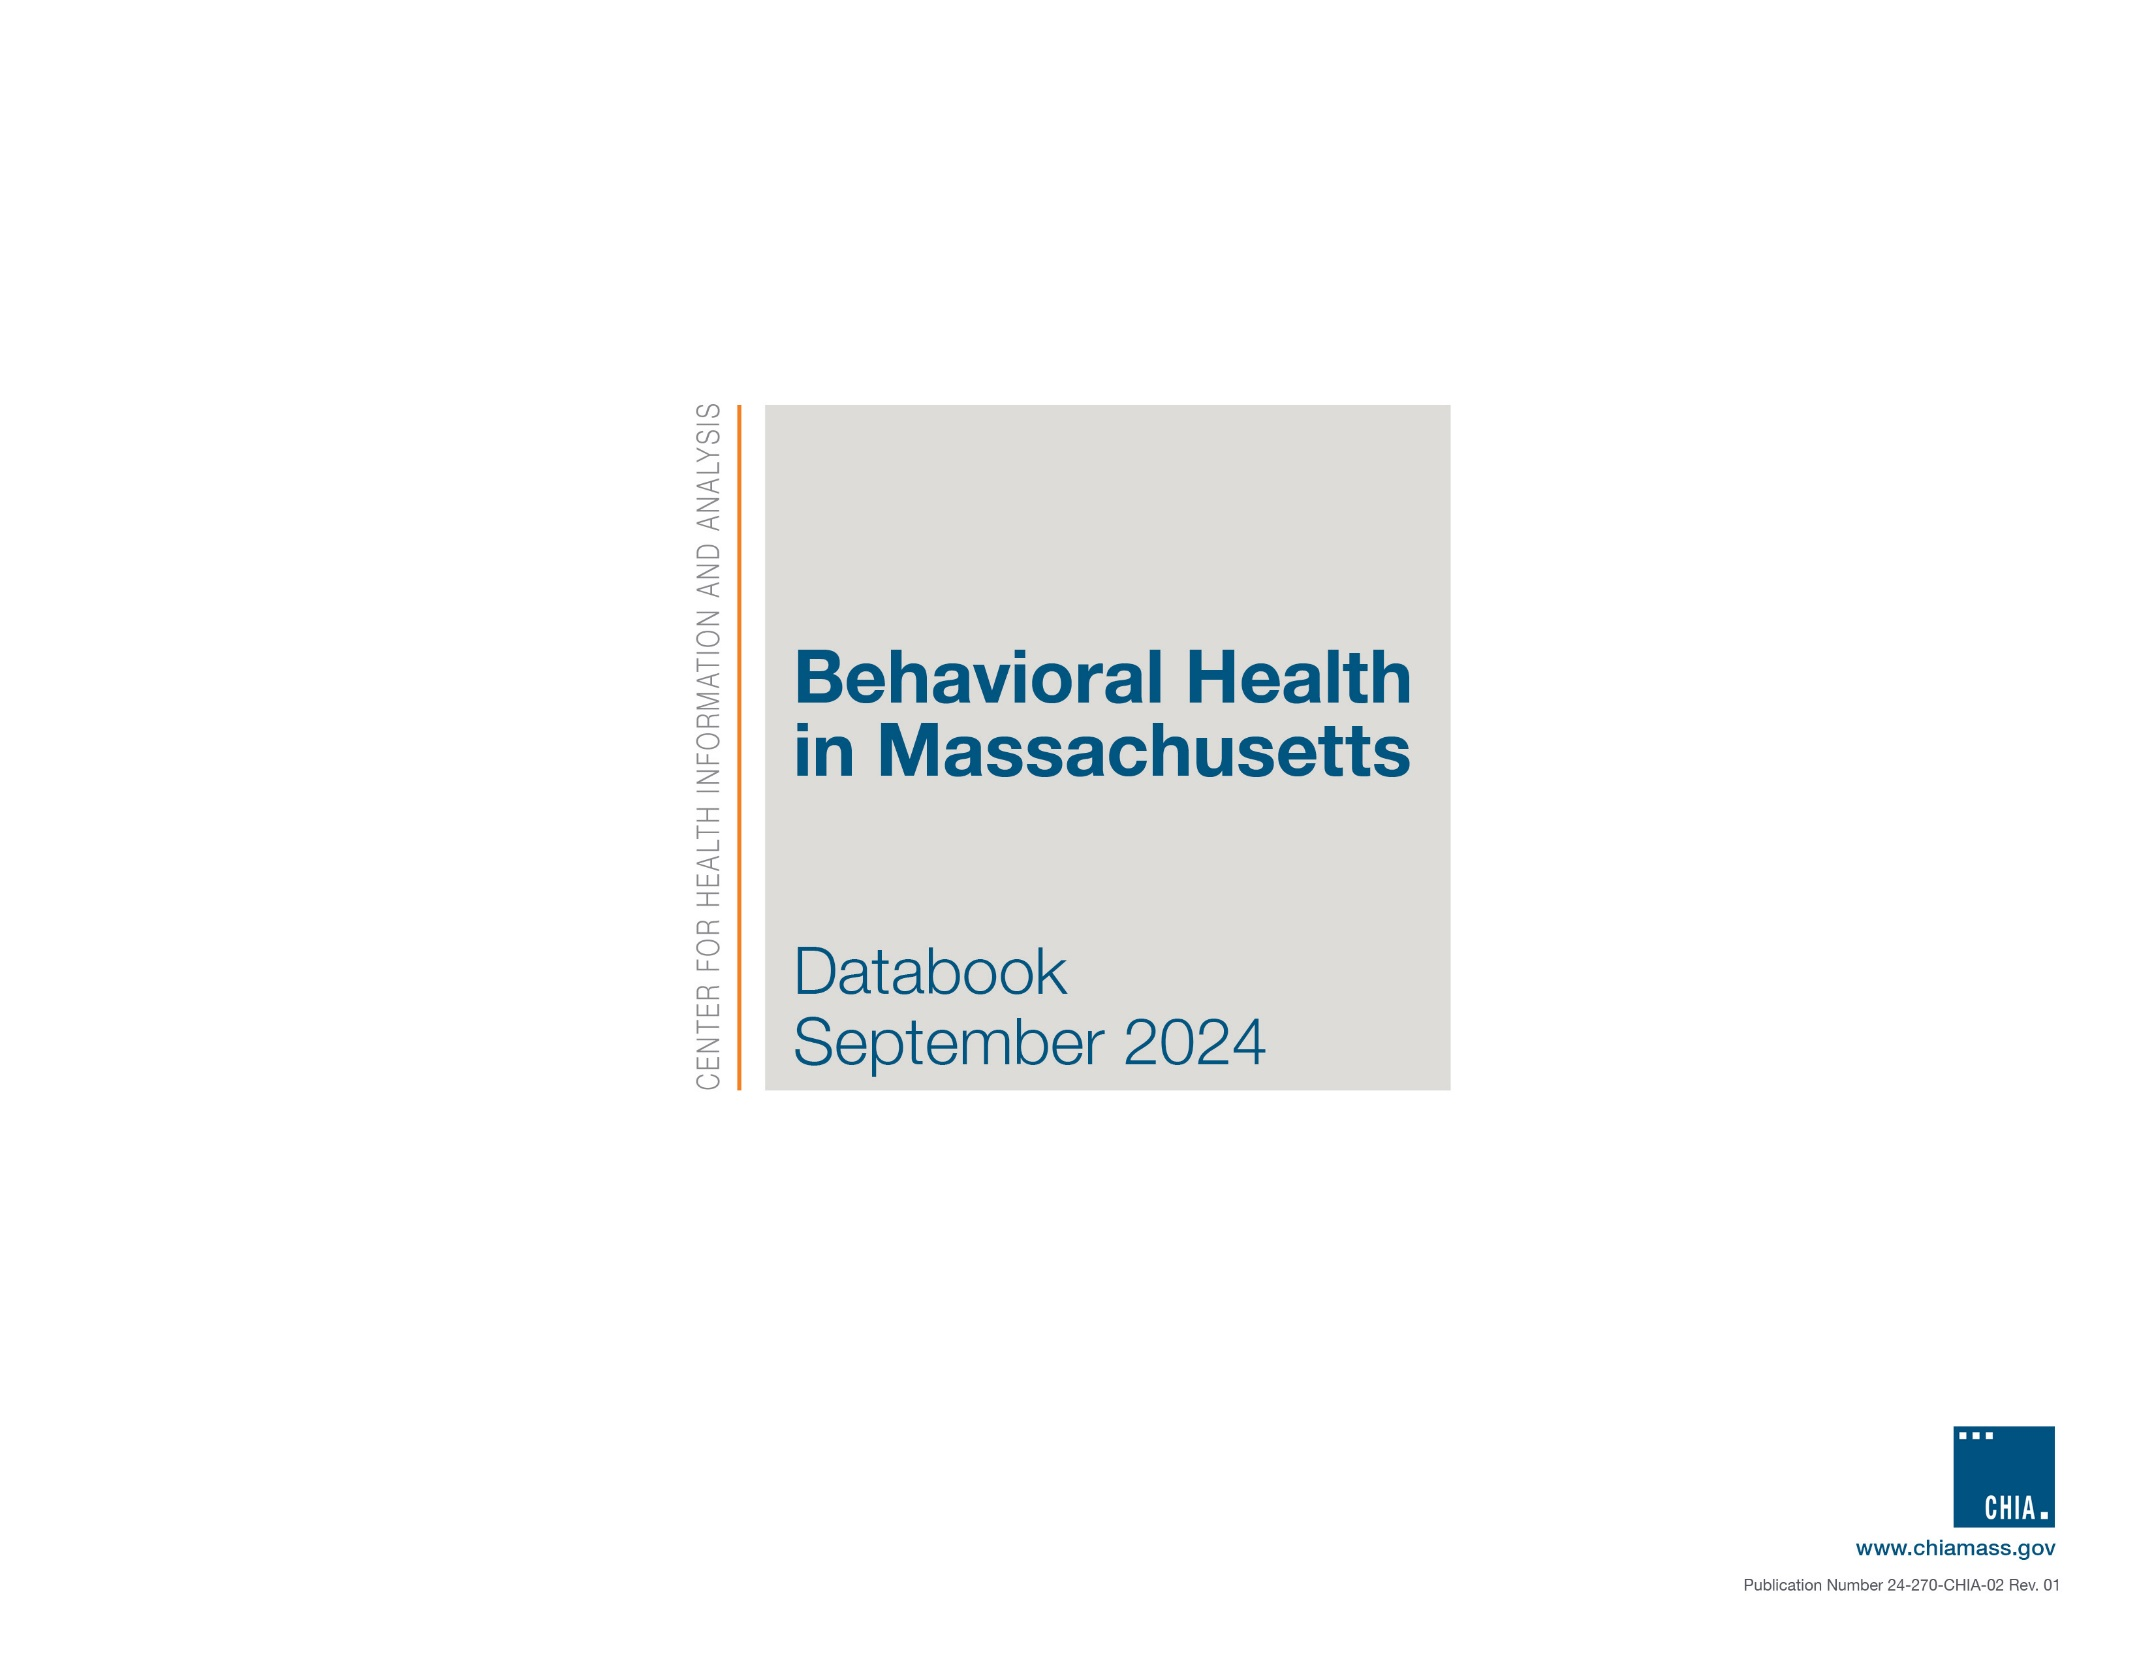 CENTER FOR HEALTH INFORMATION AND ANALYSIS
Behavioral Health
in Massachusetts
Databook
September 2024
CHIA.
www.chiamass.gov
Publication Number 24-270-CHIA-02 Rev. 01